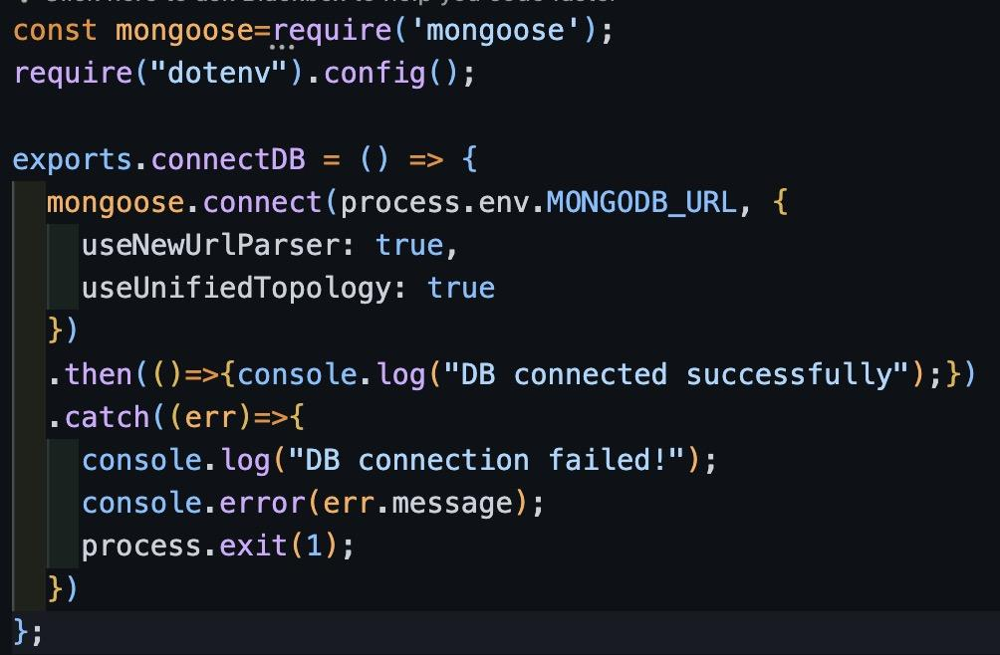 const mongoose=require('mongoose');
require("dotenv").config();
exports.connectDB = () => {
mongoose.connect(process.env.MONGODB_URL, {
useNewUrlParser: true,
useUnifiedTopology: true
})
.then(()=>{console.log("DB connected successfully");})
.catch((err)=>{
console.log("DB connection failed!");
console.error(err.message);
process.exit(1);
})
};